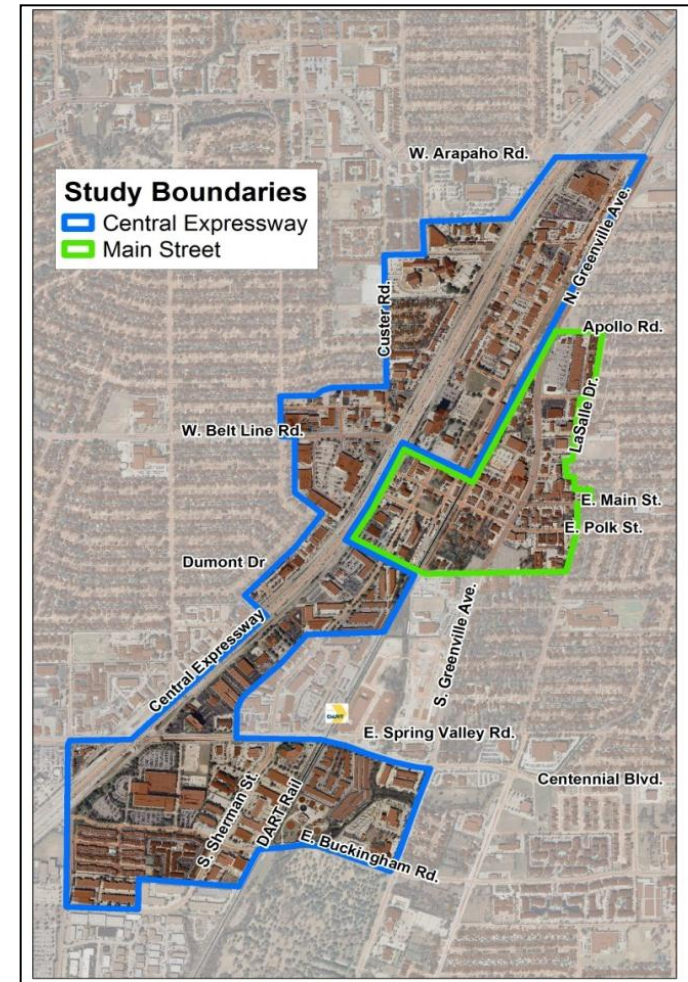 W. Arapaho Rd.
Study Boundaries
Central Expressway
Main Street
N. Greenville Ave.
Custer Rd.
Apollo Rd.
LaSalle Dr.
W. Belt Line Rd.
E. Main St.
E. Polk St.
Dumont Dr
S. Greenville Ave.
Central Expressway
DART
E. Spring Valley Rd.
Centennial Blvd.
S. Sherman St.
DART Rail
E. Buckingham Rd.